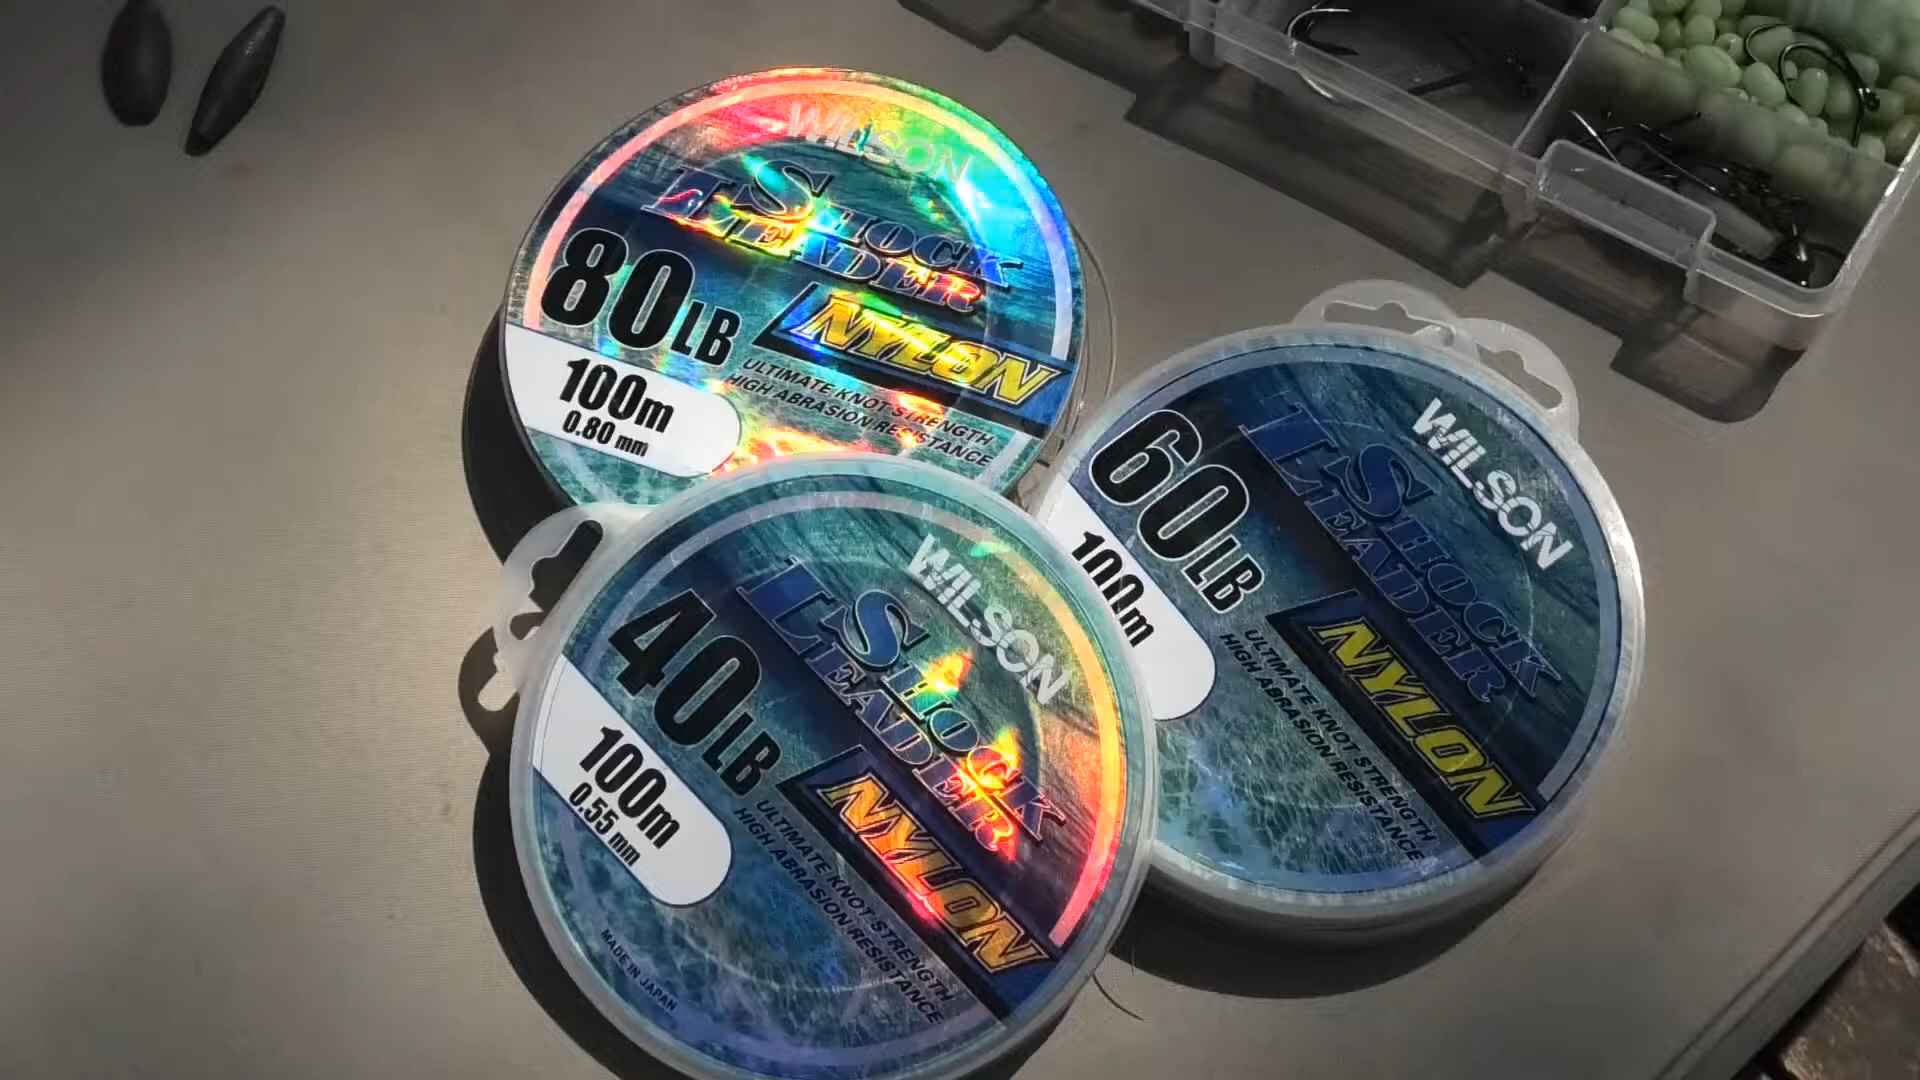 WILSON
SHOCK
LEADER
80LB
NYLON
100m
0.80 mm
ULTIMATE KNOT STRENGTH
HIGH ABRASION RESISTANCE
WILSON
SHOCK
LEADER
60LB
NYLON
100m
ULTIMATE KNOT STRENGTH
HIGH ABRASION RESISTANCE
WILSON
SHOCK
LEADER
40LB
NYLON
100m
0.55 mm
ULTIMATE KNOT STRENGTH
HIGH ABRASION RESISTANCE
MADE IN JAPAN